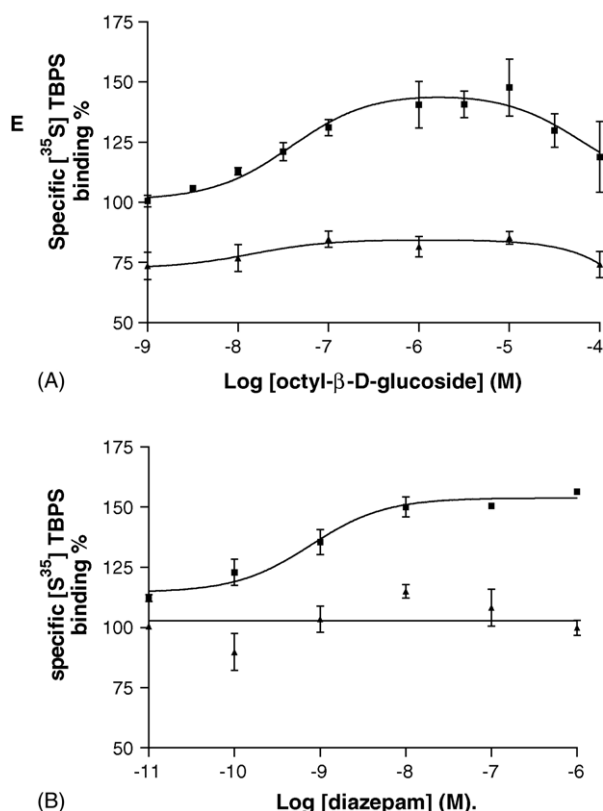 175
150
E
125
100
75
50
Specific [³⁵S] TBPS
binding %
-9 -8 -7 -6 -5 -4
(A)
Log [octyl-β-D-glucoside] (M)
175
150
125
100
75
50
specific [S³⁵] TBPS
binding %
-11 -10 -9 -8 -7 -6
(B)
Log [diazepam] (M).